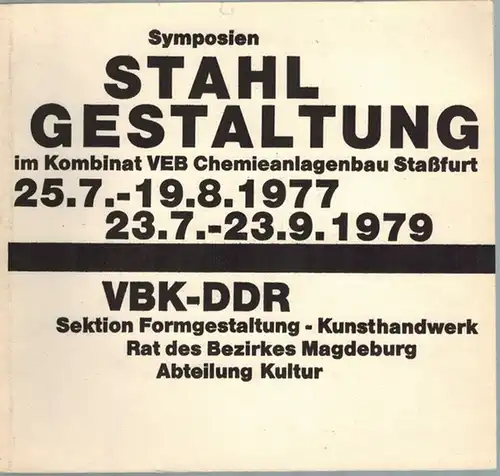 Symposien
STAHL
GESTALTUNG
im Kombinat VEB Chemieanlagenbau Staßfurt
25.7.-19.8.1977
23.7.-23.9.1979
VBK-DDR
Sektion Formgestaltung - Kunsthandwerk
Rat des Bezirkes Magdeburg
Abteilung Kultur